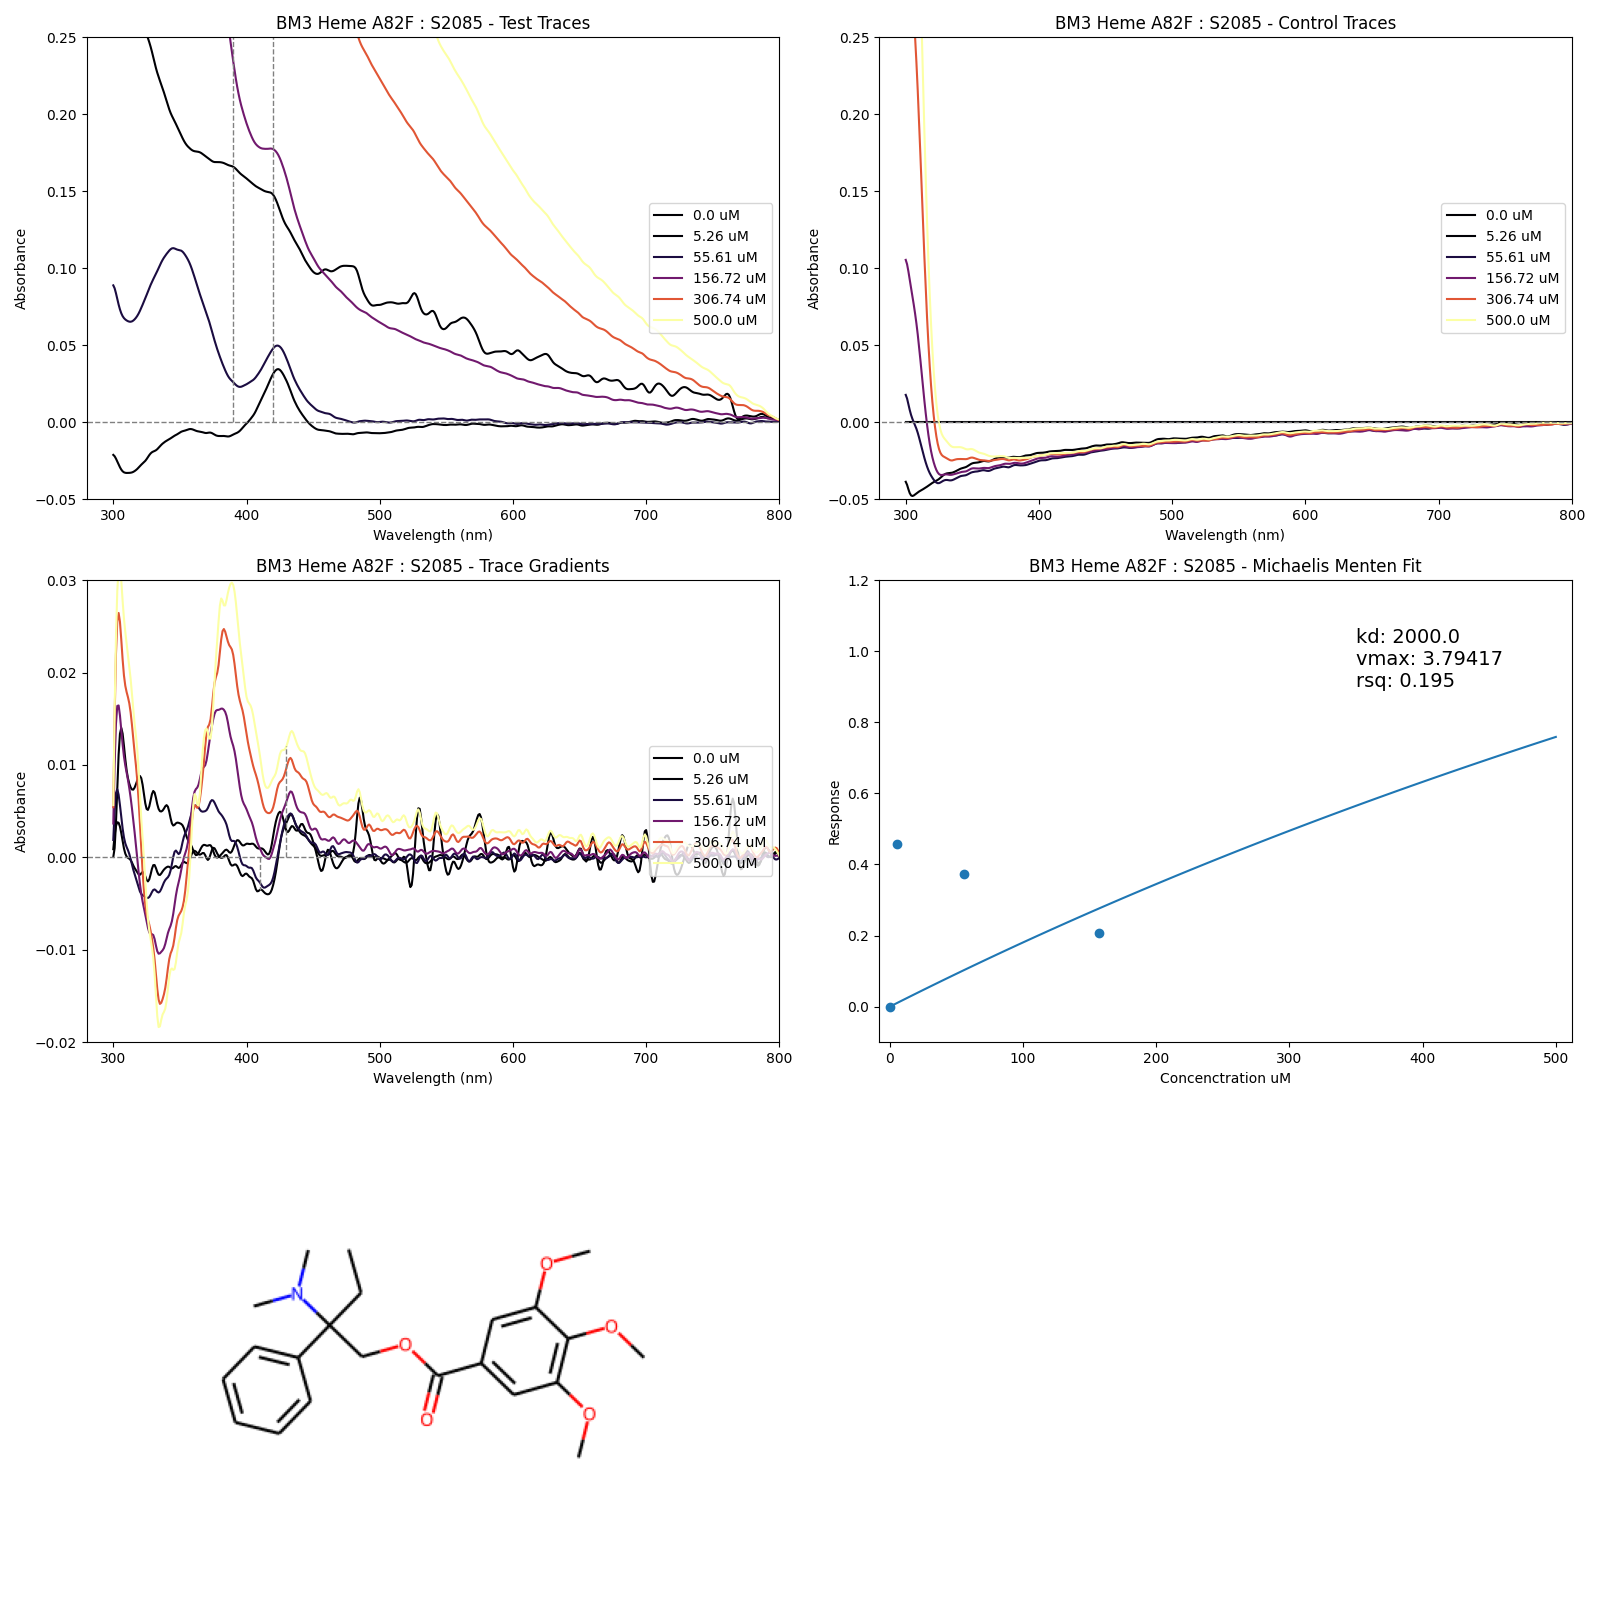 BM3 Heme A82F : S2085 - Test Traces
Absorbance
0.25
0.20
0.15
0.10
0.05
0.00
−0.05
0.0 uM
5.26 uM
55.61 uM
156.72 uM
306.74 uM
500.0 uM
300 400 500 600 700 800
Wavelength (nm)
BM3 Heme A82F : S2085 - Control Traces
Absorbance
0.25
0.20
0.15
0.10
0.05
0.00
−0.05
0.0 uM
5.26 uM
55.61 uM
156.72 uM
306.74 uM
500.0 uM
300 400 500 600 700 800
Wavelength (nm)
BM3 Heme A82F : S2085 - Trace Gradients
Absorbance
0.03
0.02
0.01
0.00
−0.01
−0.02
0.0 uM
5.26 uM
55.61 uM
156.72 uM
306.74 uM
500.0 uM
300 400 500 600 700 800
Wavelength (nm)
BM3 Heme A82F : S2085 - Michaelis Menten Fit
Response
1.2
1.0
0.8
0.6
0.4
0.2
0.0
kd: 2000.0
vmax: 3.79417
rsq: 0.195
0 100 200 300 400 500
Concenctration uM
N
O
O
O
O
O